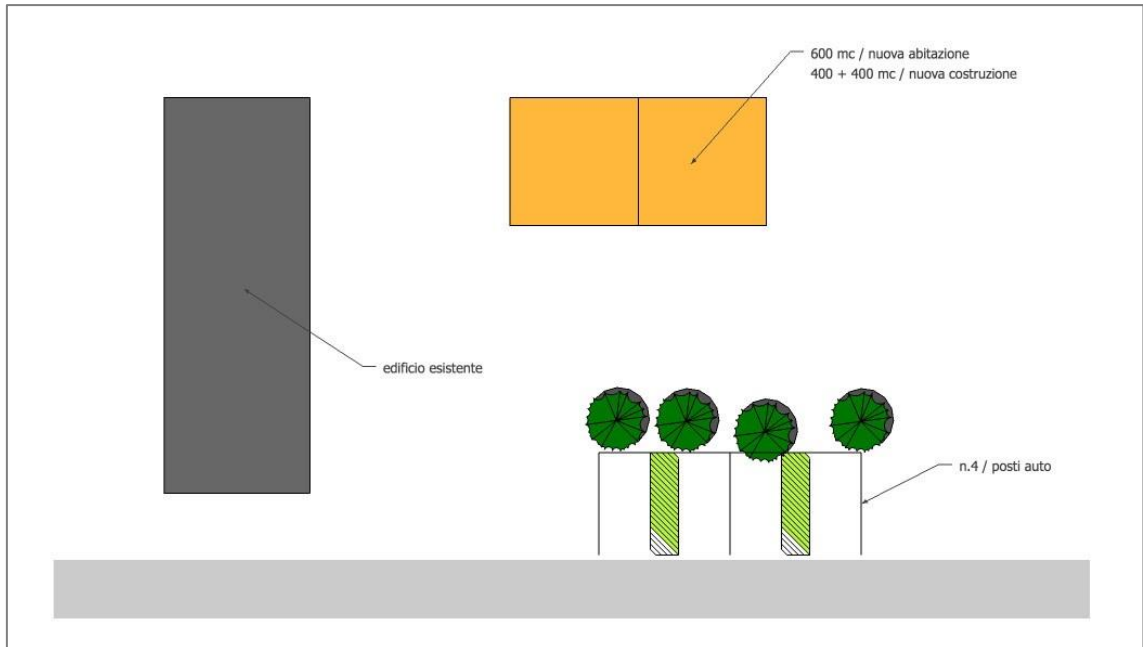 600 mc / nuova abitazione
400 + 400 mc / nuova costruzione
edificio esistente
n.4 / posti auto